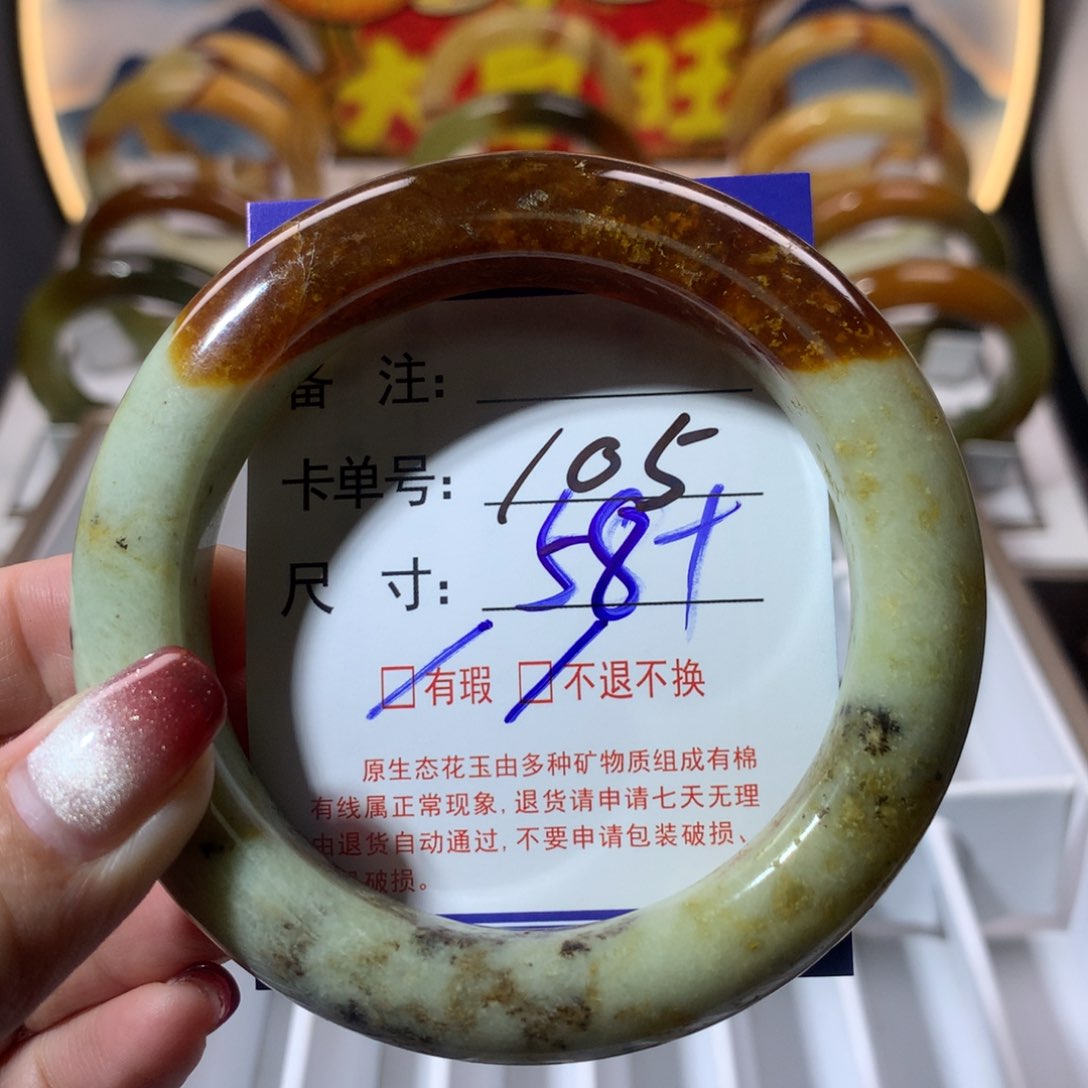 大 旺
备 注:
卡单号: 105
尺 寸: 58+
□有瑕 □不退不换
原生态花玉由多种矿物质组成有棉
有线属正常现象,退货请申请七天无理
由退货自动通过,不要申请包装破损、
破损。